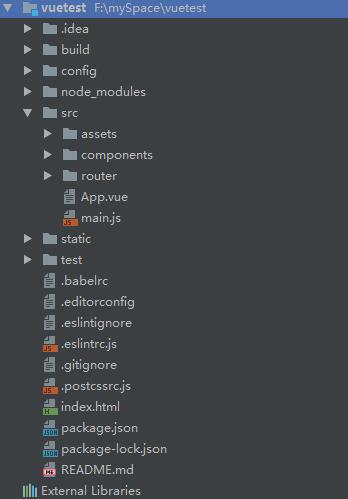 vuetest F:\mySpace\vuetest
.idea
build
config
node_modules
src
assets
components
router
App.vue
main.js
static
test
.babelrc
.editorconfig
.eslintignore
.eslintrc.js
.gitignore
.postcssrc.js
index.html
package.json
package-lock.json
README.md
External Libraries